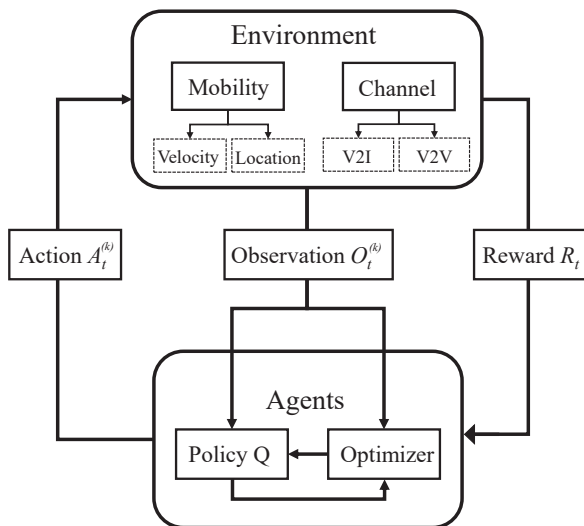 Environment
Mobility
Channel
Velocity
Location
V2I
V2V
Action A_t^{(k)}
Observation O_t^{(k)}
Reward R_t
Agents
Policy Q
Optimizer